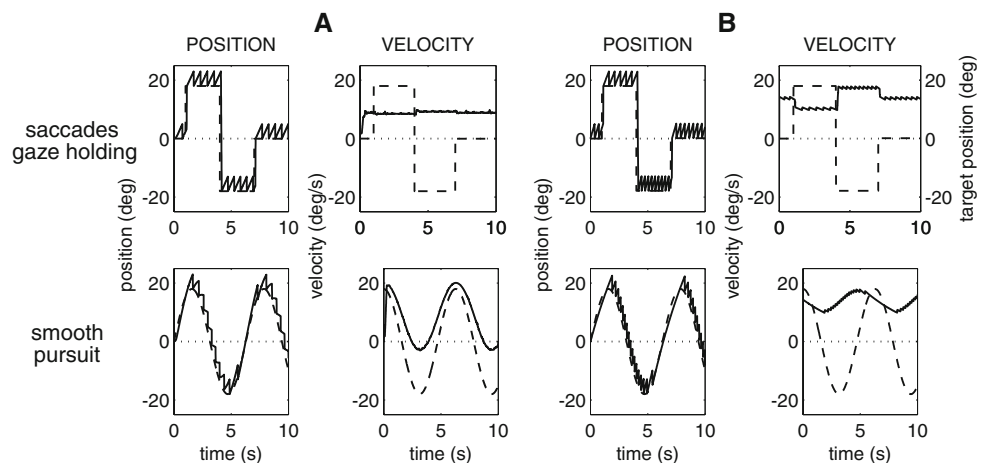 A
B
POSITION
VELOCITY
POSITION
VELOCITY
saccades
gaze holding
smooth
pursuit
position (deg)
velocity (deg/s)
position (deg)
velocity (deg/s)
target position (deg)
20
0
-20
0
5
10
20
0
-20
0
5
10
20
0
-20
0
5
10
20
0
-20
20
0
-20
0
5
10
20
0
-20
0
5
10
time (s)
20
0
-20
0
5
10
time (s)
20
0
-20
0
5
10
time (s)
20
0
-20
0
5
10
time (s)